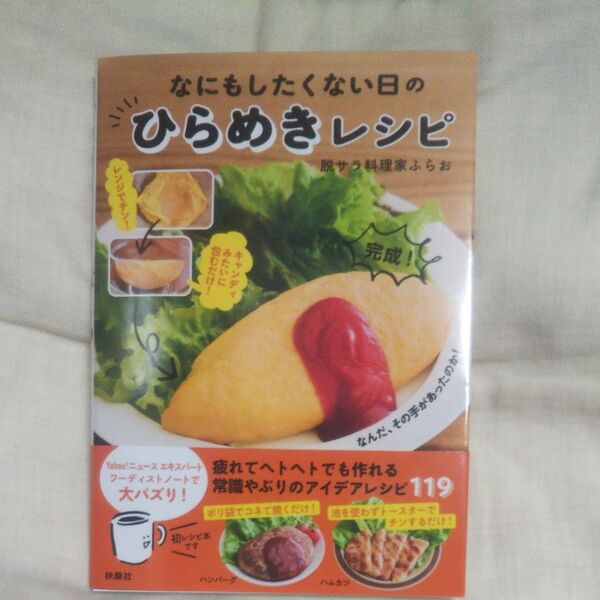 なにもしたくない日の
ひらめきレシピ
脱サラ料理家ふらお
レンジでチン!
キャンディ
みたいに
包むだけ!
完成!
なんだ、その手があったのか!
Yahoo!ニュース エキスパート
フーディストノートで
大バズり!
疲れてヘトヘトでも作れる
常識やぶりのアイデアレシピ119
ポリ袋でコネて焼くだけ!
油を使わずトースターで
チンするだけ!
初レシピ本
です
ハンバーグ
ハムカツ
扶桑社